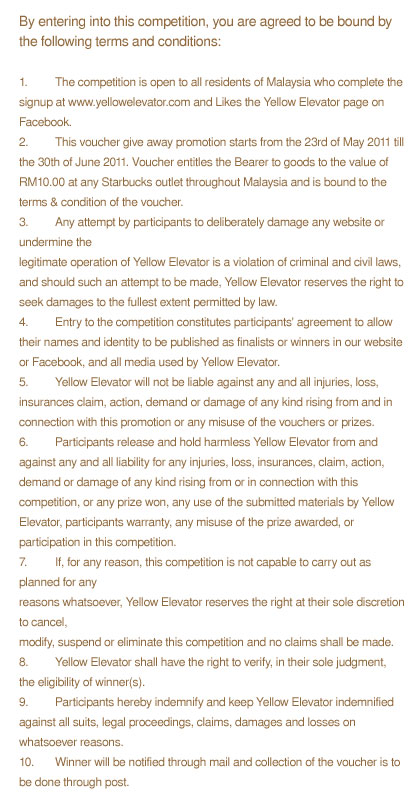 By entering into this competition, you are agreed to be bound by
the following terms and conditions:
1. The competition is open to all residents of Malaysia who complete the
signup at www.yellowelevator.com and Likes the Yellow Elevator page on
Facebook.
2. This voucher give away promotion starts from the 23rd of May 2011 till
the 30th of June 2011. Voucher entitles the Bearer to goods to the value of
RM10.00 at any Starbucks outlet throughout Malaysia and is bound to the
terms & condition of the voucher.
3. Any attempt by participants to deliberately damage any website or
undermine the
legitimate operation of Yellow Elevator is a violation of criminal and civil laws,
and should such an attempt to be made, Yellow Elevator reserves the right to
seek damages to the fullest extent permitted by law.
4. Entry to the competition constitutes participants' agreement to allow
their names and identity to be published as finalists or winners in our website
or Facebook, and all media used by Yellow Elevator.
5. Yellow Elevator will not be liable against any and all injuries, loss,
insurances claim, action, demand or damage of any kind rising from and in
connection with this promotion or any misuse of the vouchers or prizes.
6. Participants release and hold harmless Yellow Elevator from and
against any and all liability for any injuries, loss, insurances, claim, action,
demand or damage of any kind rising from or in connection with this
competition, or any prize won, any use of the submitted materials by Yellow
Elevator, participants warranty, any misuse of the prize awarded, or
participation in this competition.
7. If, for any reason, this competition is not capable to carry out as
planned for any
reasons whatsoever, Yellow Elevator reserves the right at their sole discretion
to cancel,
modify, suspend or eliminate this competition and no claims shall be made.
8. Yellow Elevator shall have the right to verify, in their sole judgment,
the eligibility of winner(s).
9. Participants hereby indemnify and keep Yellow Elevator indemnified
against all suits, legal proceedings, claims, damages and losses on
whatsoever reasons.
10. Winner will be notified through mail and collection of the voucher is to
be done through post.